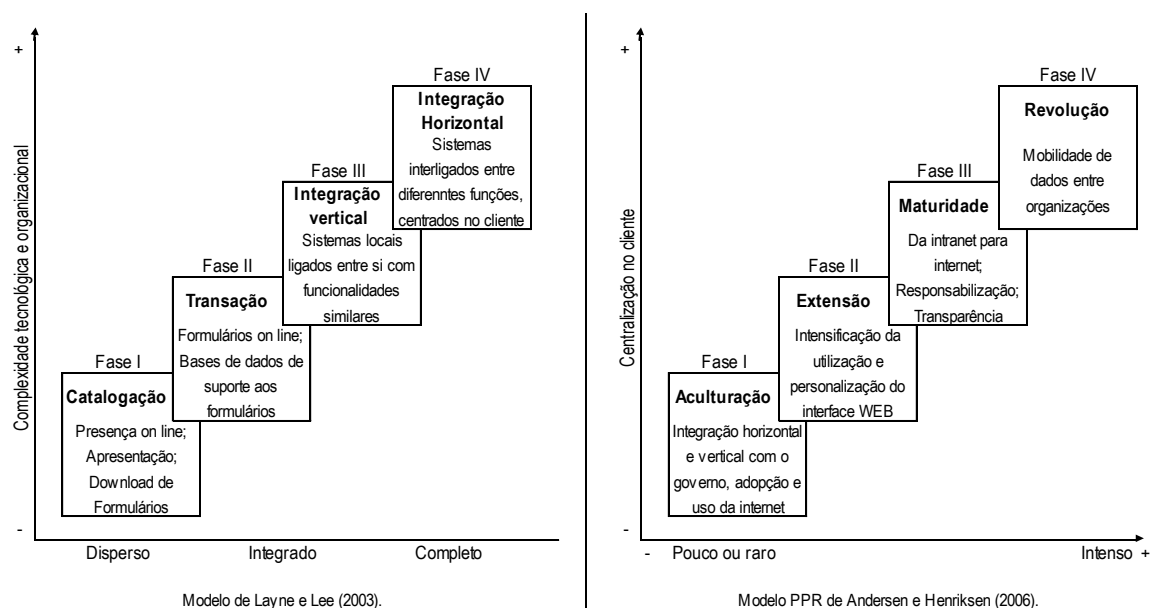 +
Complexidade tecnológica e organizacional
-
Fase IV
Integração
Horizontal
Sistemas
interligados entre
diferenntes funções,
centrados no cliente
Fase III
Integração
vertical
Sistemas locais
ligados entre si com
funcionalidades
similares
Fase II
Transação
Formulários on line;
Bases de dados de
suporte aos
formulários
Fase I
Catalogação
Presença on line;
Apresentação;
Download de
Formulários
Disperso
Integrado
Completo
Modelo de Layne e Lee (2003).
+
Centralização no cliente
-
Fase IV
Revolução
Mobilidade de
dados entre
organizações
Fase III
Maturidade
Da intranet para
internet;
Responsabilização;
Transparência
Fase II
Extensão
Intensificação da
utilização e
personalização do
interface WEB
Fase I
Aculturação
Integração horizontal
e vertical com o
governo, adopção e
uso da internet
- Pouco ou raro
Intenso +
Modelo PPR de Andersen e Henriksen (2006).